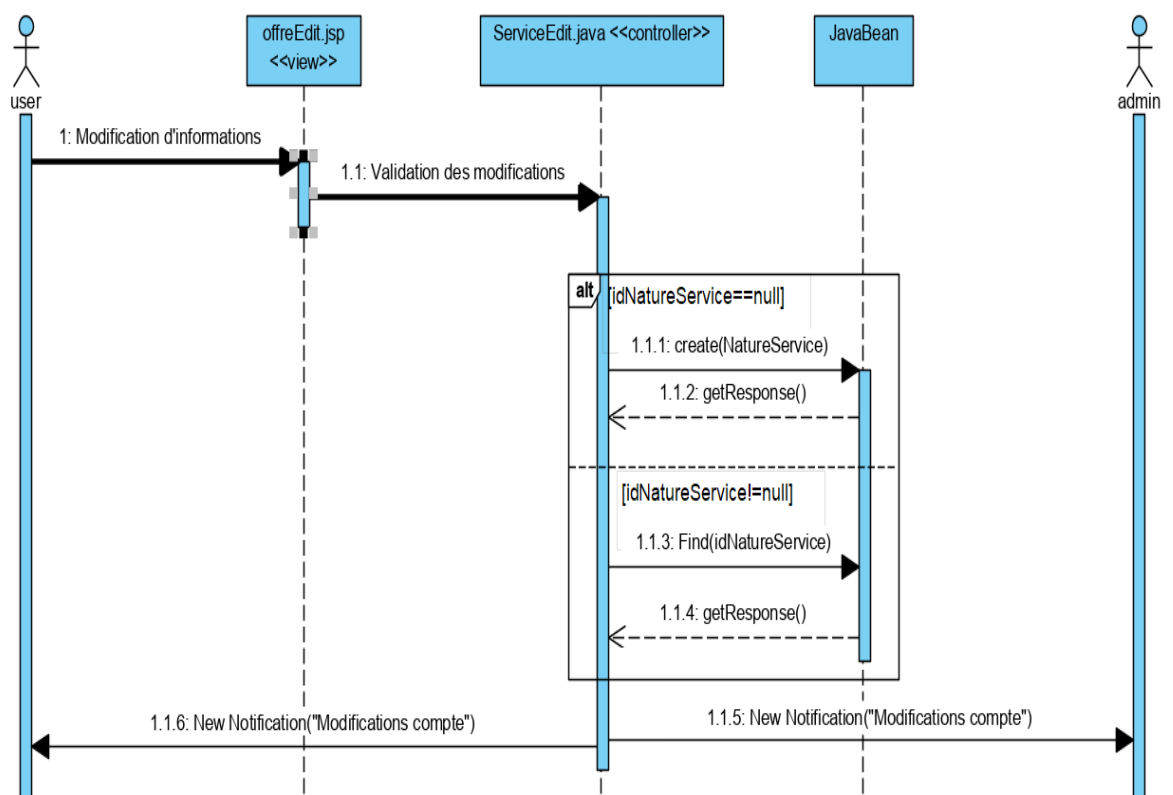 offreEdit.jsp
<<view>>
ServiceEdit.java <<controller>>
JavaBean
user
admin
1: Modification d'informations
1.1: Validation des modifications
alt
[idNatureService==null]
1.1.1: create(NatureService)
1.1.2: getResponse()
[idNatureService!=null]
1.1.3: Find(idNatureService)
1.1.4: getResponse()
1.1.6: New Notification("Modifications compte")
1.1.5: New Notification("Modifications compte")